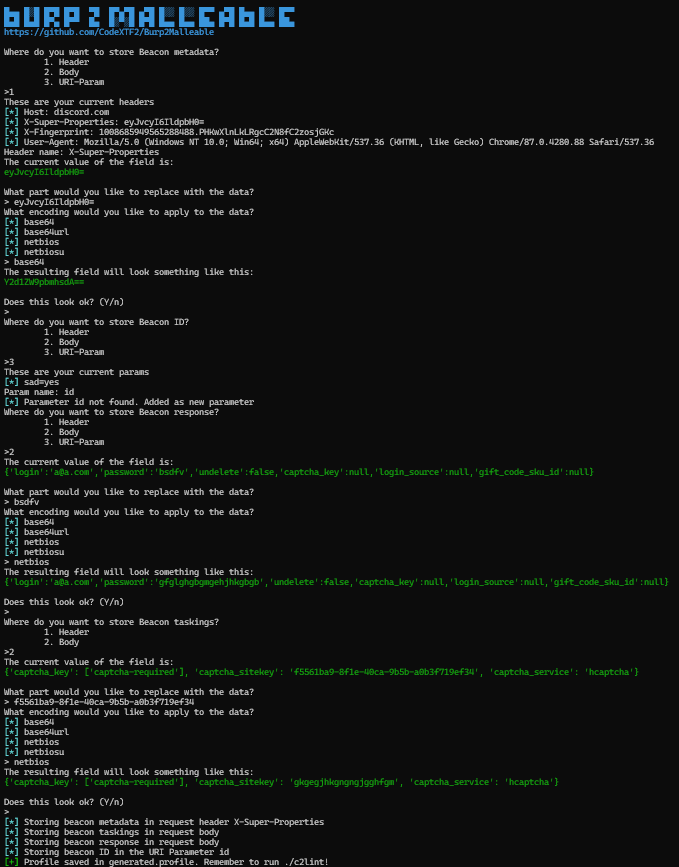 BURP 2 MALLEABLE
https://github.com/CodeXTF2/Burp2Malleable
Where do you want to store Beacon metadata?
1. Header
2. Body
3. URI-Param
>1
These are your current headers
[*] Host: discord.com
[*] X-Super-Properties: eyJvcyI6IldpbH0=
[*] X-Fingerprint: 1008685949565288488.PHKwXlnLkLRgcC2N8fC2zosjGKc
[*] User-Agent: Mozilla/5.0 (Windows NT 10.0; Win64; x64) AppleWebKit/537.36 (KHTML, like Gecko) Chrome/87.0.4280.88 Safari/537.36
Header name: X-Super-Properties
The current value of the field is:
eyJvcyI6IldpbH0=
What part would you like to replace with the data?
> eyJvcyI6IldpbH0=
What encoding would you like to apply to the data?
[*] base64
[*] base64url
[*] netbios
[*] netbiosu
> base64
The resulting field will look something like this:
Y2d1ZW9pbmhsdA==
Does this look ok? (Y/n)
>
Where do you want to store Beacon ID?
1. Header
2. Body
3. URI-Param
>3
These are your current params
[*] sad=yes
Param name: id
[*] Parameter id not found. Added as new parameter
Where do you want to store Beacon response?
1. Header
2. Body
3. URI-Param
>2
The current value of the field is:
{'login':'a@a.com','password':'bsdfv','undelete':false,'captcha_key':null,'login_source':null,'gift_code_sku_id':null}
What part would you like to replace with the data?
> bsdfv
What encoding would you like to apply to the data?
[*] base64
[*] base64url
[*] netbios
[*] netbiosu
> netbios
The resulting field will look something like this:
{'login':'a@a.com','password':'gfglghgbgmgehjhkgbgb','undelete':false,'captcha_key':null,'login_source':null,'gift_code_sku_id':null}
Does this look ok? (Y/n)
>
Where do you want to store Beacon taskings?
1. Header
2. Body
>2
The current value of the field is:
{'captcha_key': ['captcha-required'], 'captcha_sitekey': 'f5561ba9-8f1e-40ca-9b5b-a0b3f719ef34', 'captcha_service': 'hcaptcha'}
What part would you like to replace with the data?
> f5561ba9-8f1e-40ca-9b5b-a0b3f719ef34
What encoding would you like to apply to the data?
[*] base64
[*] base64url
[*] netbios
[*] netbiosu
> netbios
The resulting field will look something like this:
{'captcha_key': ['captcha-required'], 'captcha_sitekey': 'gkgegjhkgngngjgghfgm', 'captcha_service': 'hcaptcha'}
Does this look ok? (Y/n)
>
[*] Storing beacon metadata in request header X-Super-Properties
[*] Storing beacon taskings in request body
[*] Storing beacon response in request body
[*] Storing beacon ID in the URI Parameter id
[+] Profile saved in generated.profile. Remember to run ./c2lint!